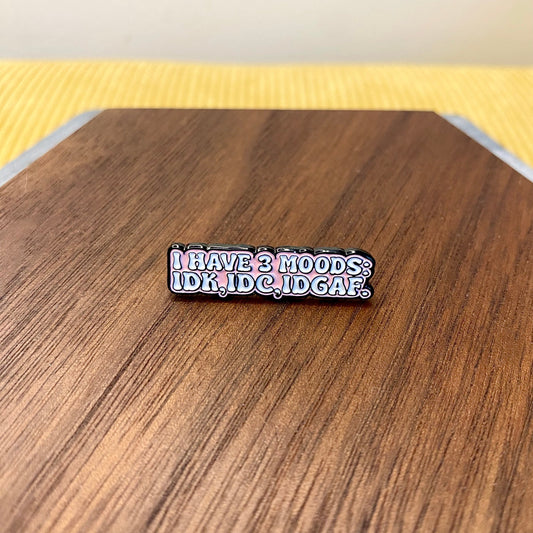 I HAVE 3 MOODS:
IDK, IDC, IDGAF.